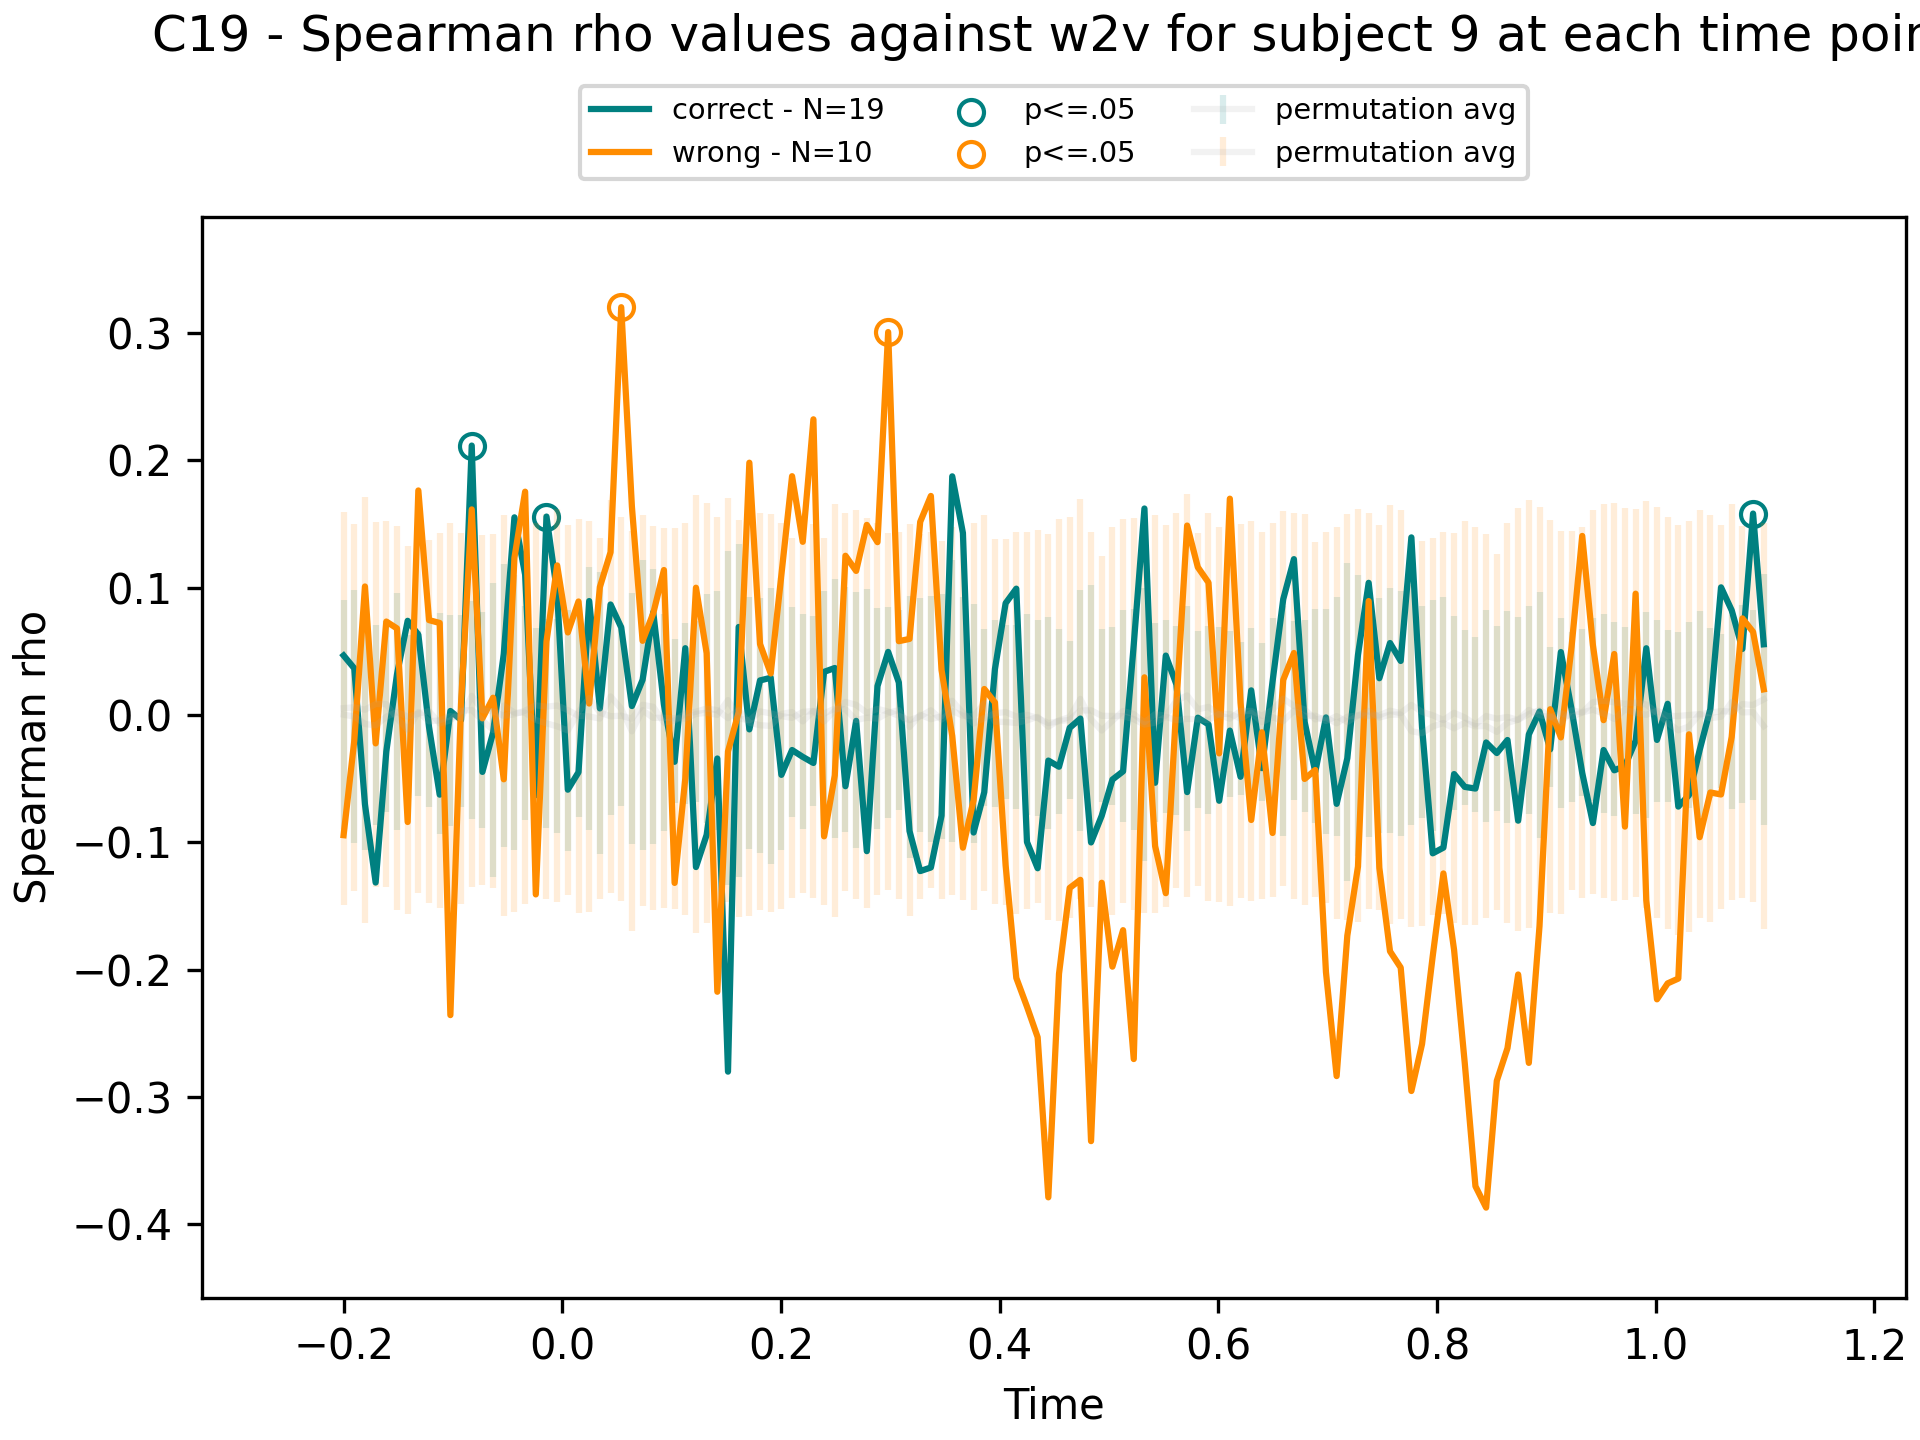 C19 - Spearman rho values against w2v for subject 9 at each time poin
correct - N=19 p<=.05 permutation avg
wrong - N=10 p<=.05 permutation avg
0.3
0.2
0.1
0.0
−0.1
−0.2
−0.3
−0.4
Spearman rho
−0.2 0.0 0.2 0.4 0.6 0.8 1.0 1.2
Time